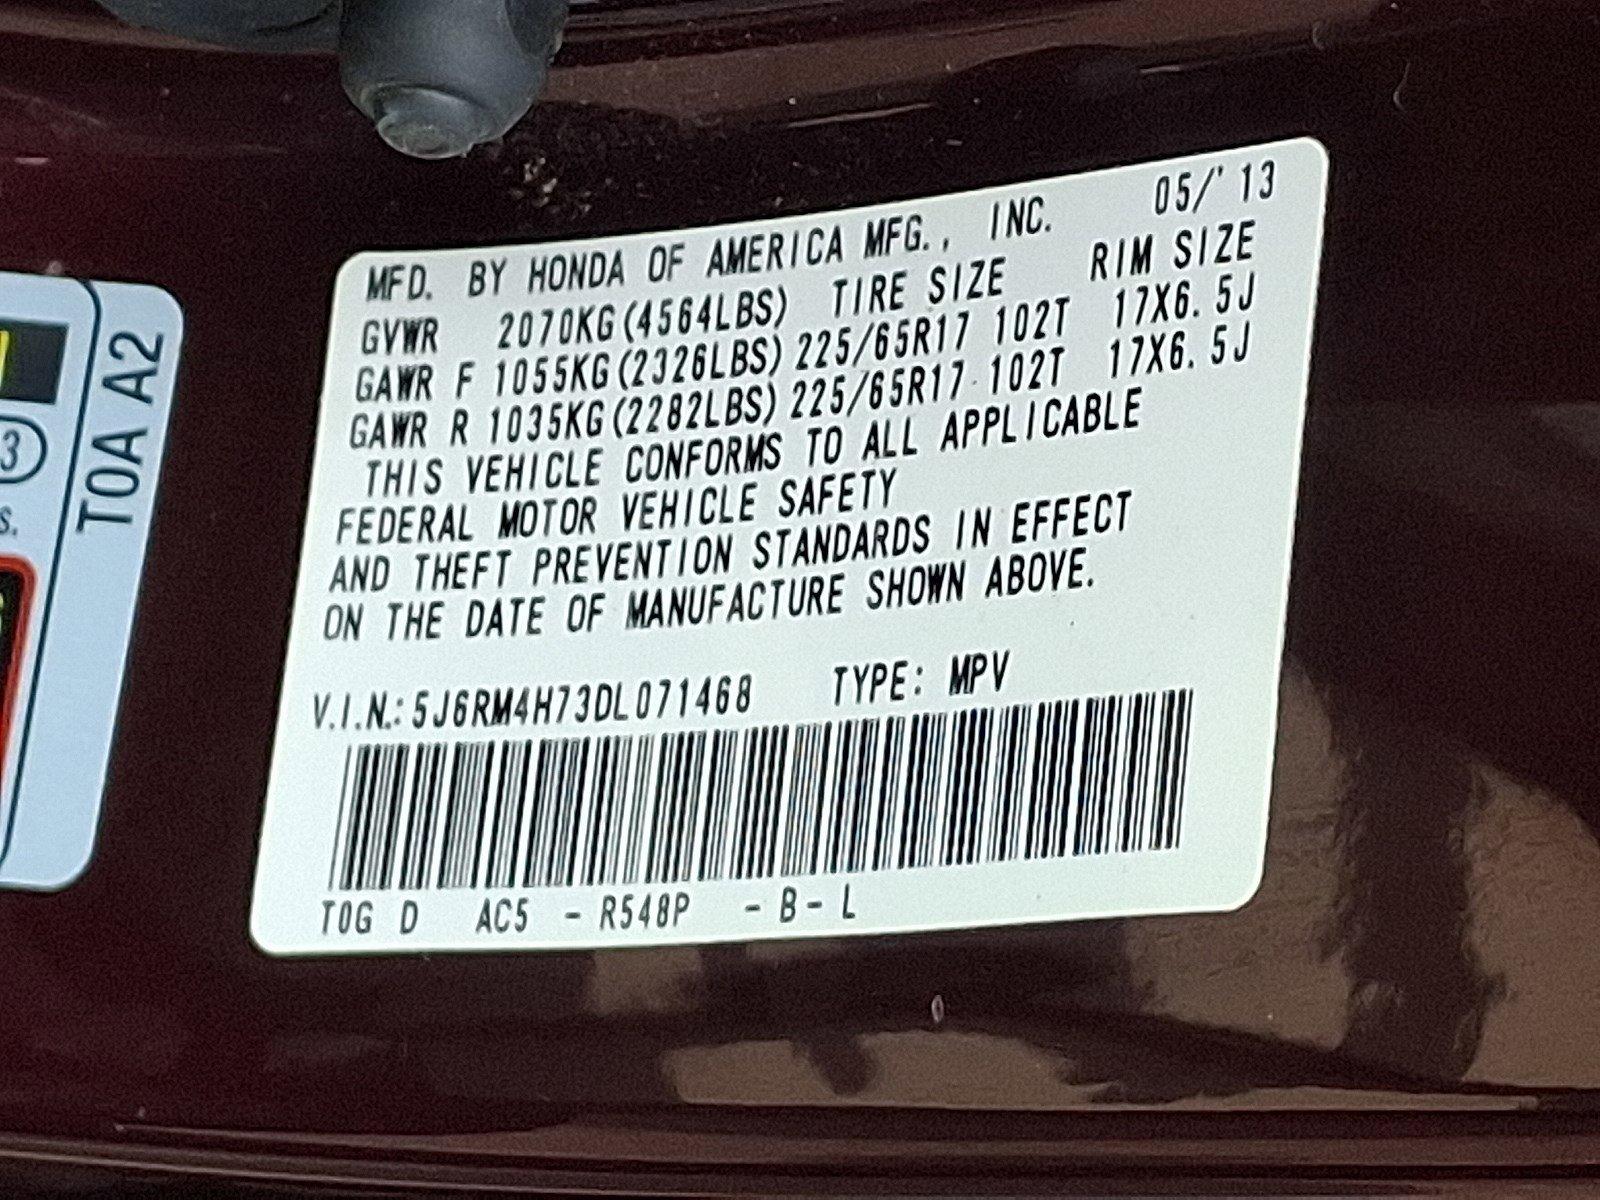 MFD. BY HONDA OF AMERICA MFG., INC. 05/'13
GVWR 2070KG(4564LBS) TIRE SIZE RIM SIZE
GAWR F 1055KG(2326LBS) 225/65R17 102T 17X6.5J
GAWR R 1035KG(2282LBS) 225/65R17 102T 17X6.5J
THIS VEHICLE CONFORMS TO ALL APPLICABLE
FEDERAL MOTOR VEHICLE SAFETY
AND THEFT PREVENTION STANDARDS IN EFFECT
ON THE DATE OF MANUFACTURE SHOWN ABOVE.
V.I.N.: 5J6RM4H73DL071468 TYPE: MPV
T0G D AC5 - R548P - B - L
T0A A2
3